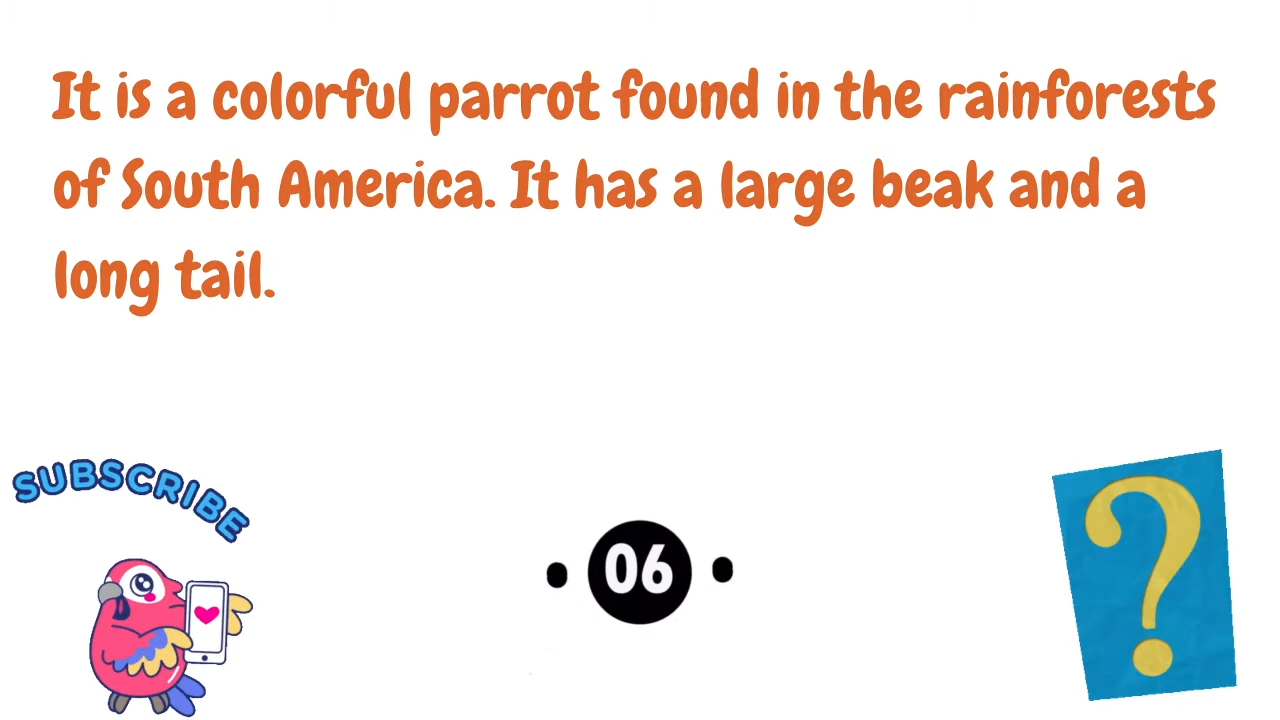 It is a colorful parrot found in the rainforests
of South America. It has a large beak and a
long tail.
SUBSCRIBE
06
?